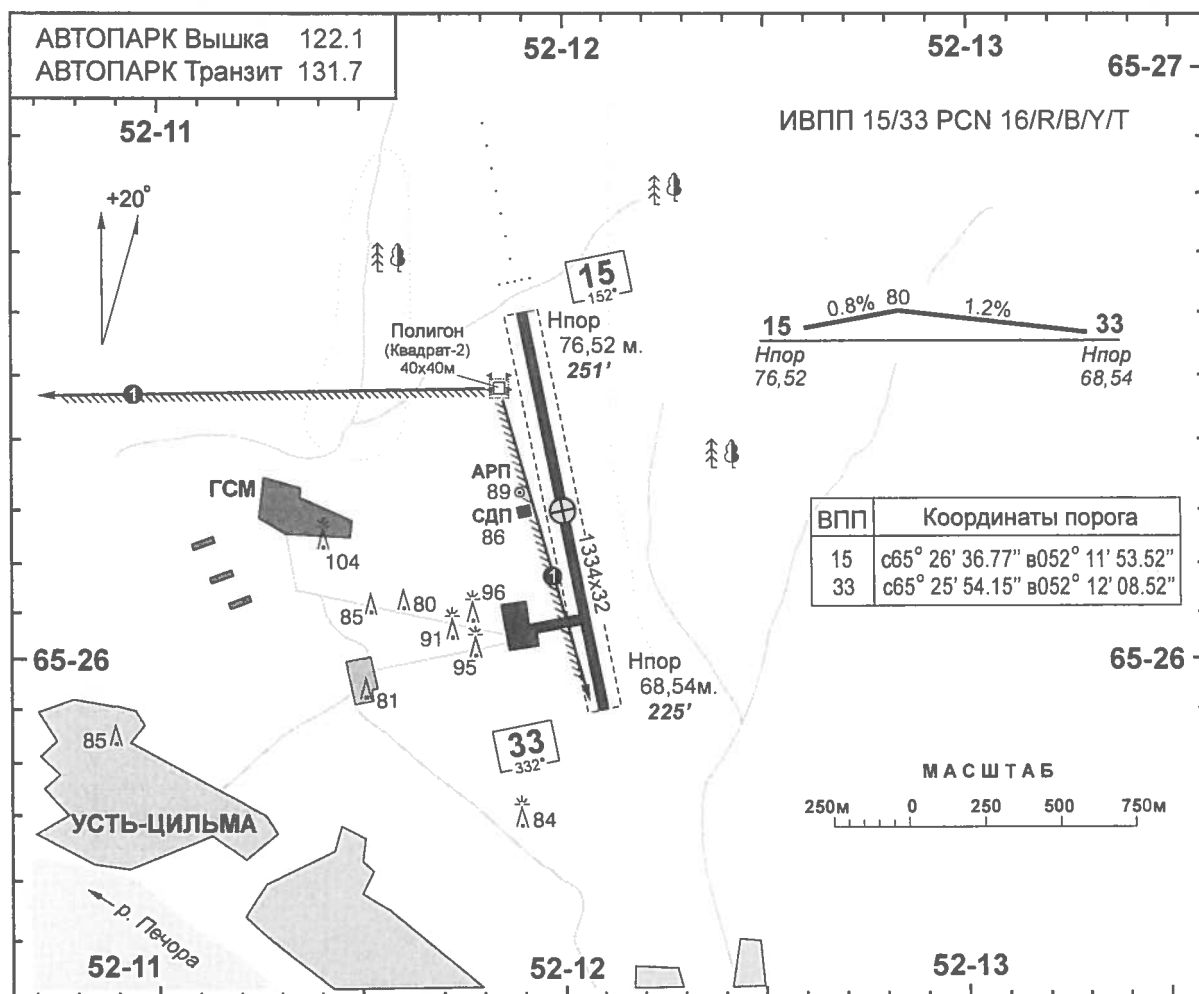 АВТОПАРК Вышка 122.1
АВТОПАРК Транзит 131.7
52-12
52-13
65-27
52-11
ИВПП 15/33 PCN 16/R/B/Y/T
+20°
15
152°
Нпор
76,52 м.
251'
Полигон
(Квадрат-2)
40х40м
1
0.8% 80 1.2%
15 33
Нпор Нпор
76,52 68,54
АРП
89
СДП
86
ГСМ
104
1334х32
1
ВПП Координаты порога
15 с65° 26' 36.77" в052° 11' 53.52"
33 с65° 25' 54.15" в052° 12' 08.52"
85
80
96
91
95
65-26
65-26
Нпор
68,54м.
225'
81
85
33
332°
84
УСТЬ-ЦИЛЬМА
МАСШТАБ
250м 0 250 500 750м
р. Печора
52-11
52-12
52-13